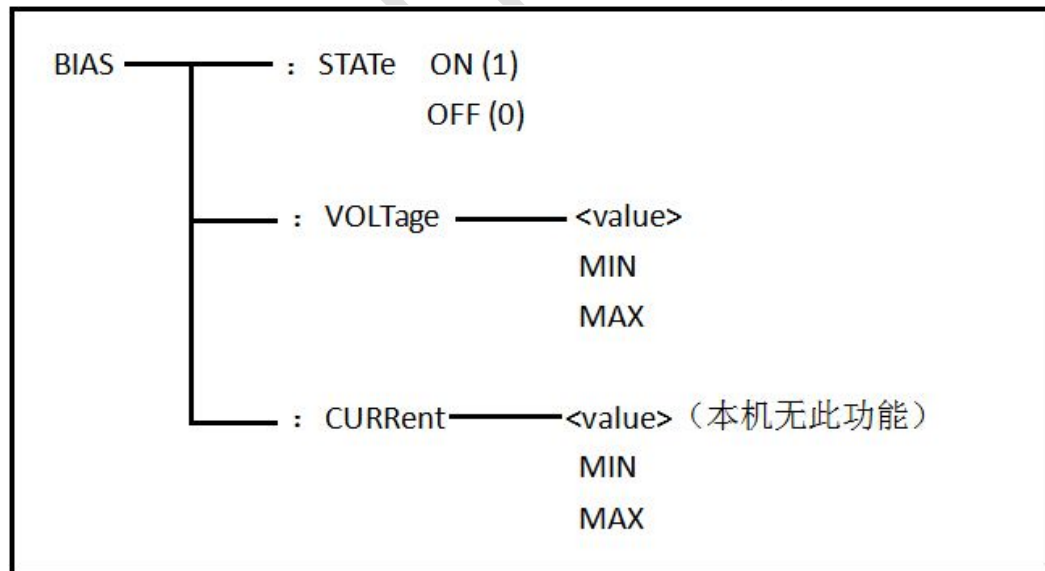 BIAS : STATe ON (1)
OFF (0)
: VOLTage <value>
MIN
MAX
: CURRent <value>（本机无此功能）
MIN
MAX